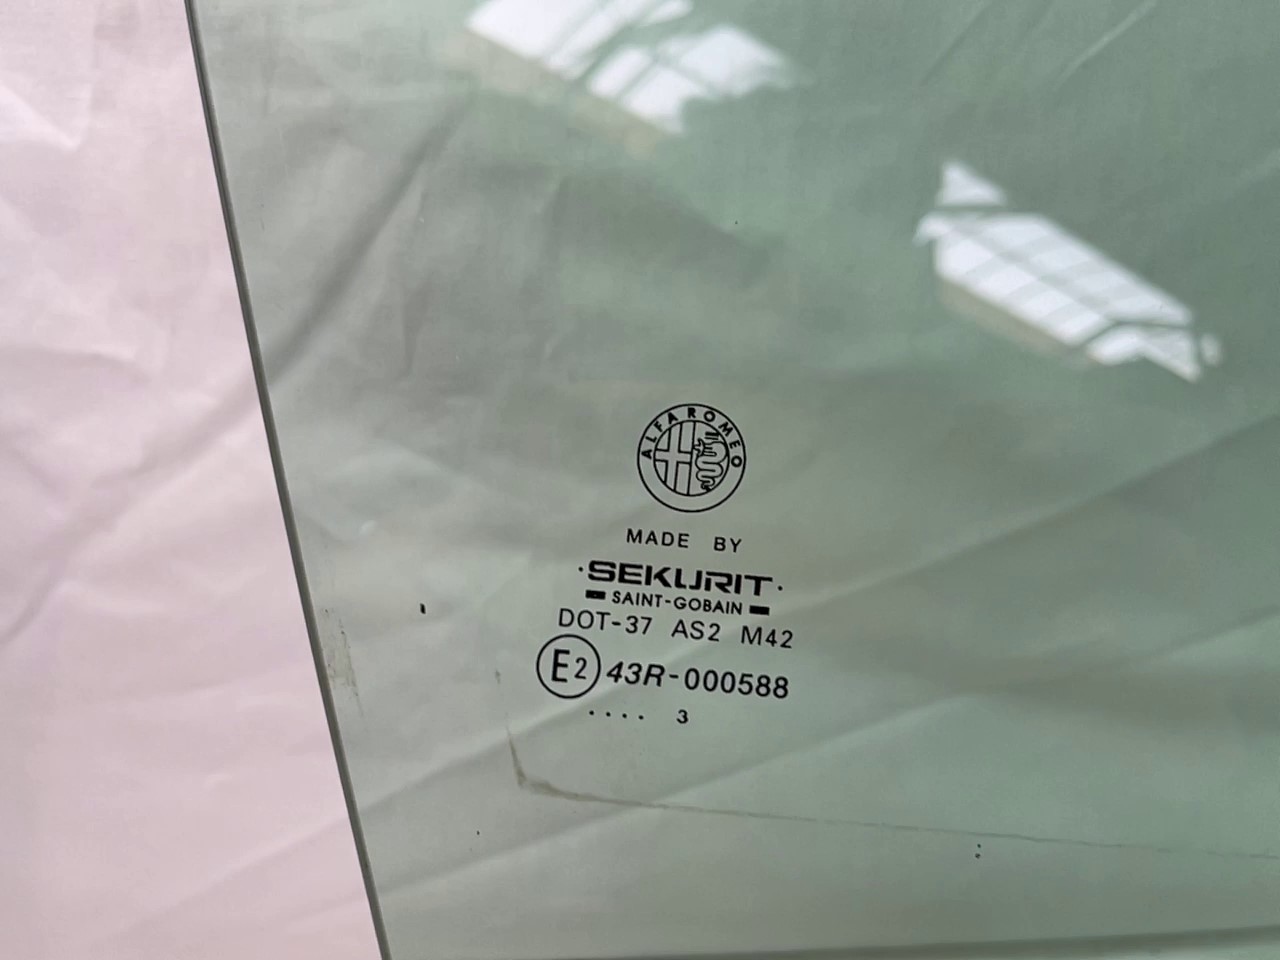 ALFA ROMEO
MADE BY
·SEKURIT·
SAINT-GOBAIN
DOT-37 AS2 M42
E2 43R-000588
.... 3